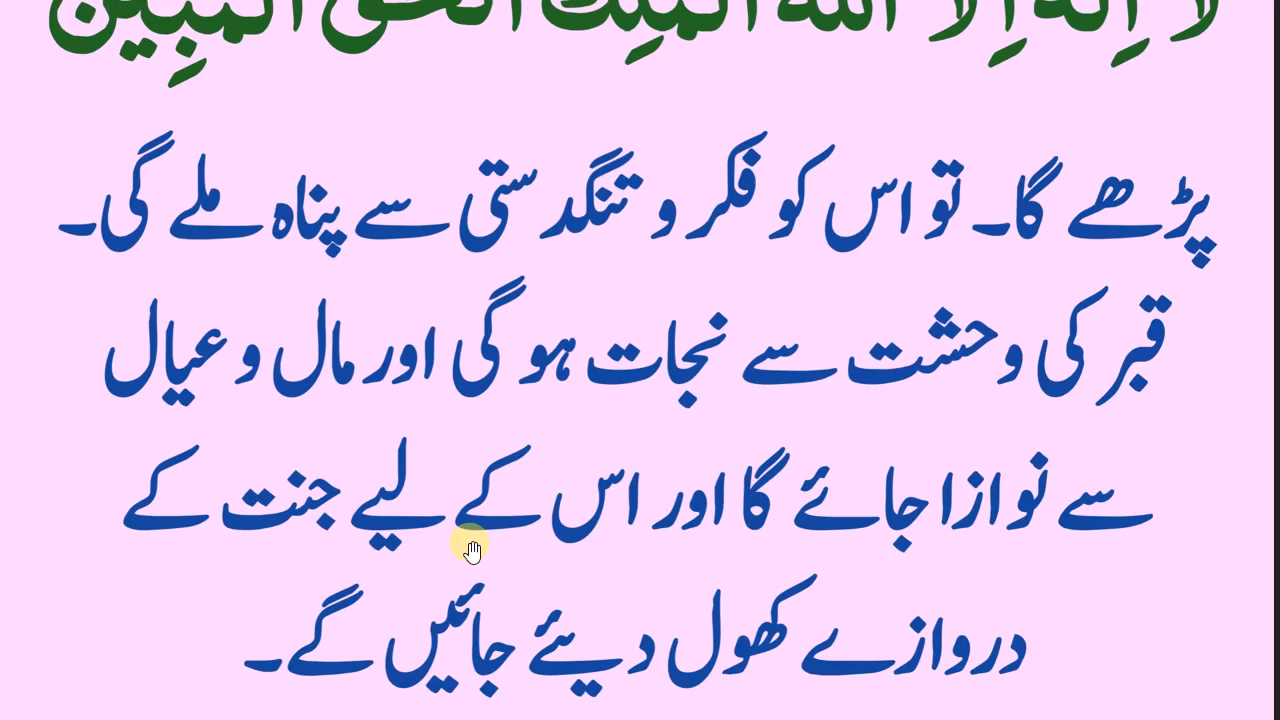 لا اِلٰهَ اِلَّا اللّٰهُ الْمَلِكُ الْحَقُّ الْمُبِيْنُ
پڑھے گا۔ تو اس کو فکر و تنگدستی سے پناہ ملے گی۔
قبر کی وحشت سے نجات ہوگی اور مال و عیال
سے نوازا جائے گا اور اس کے لیے جنت کے
دروازے کھول دیئے جائیں گے۔